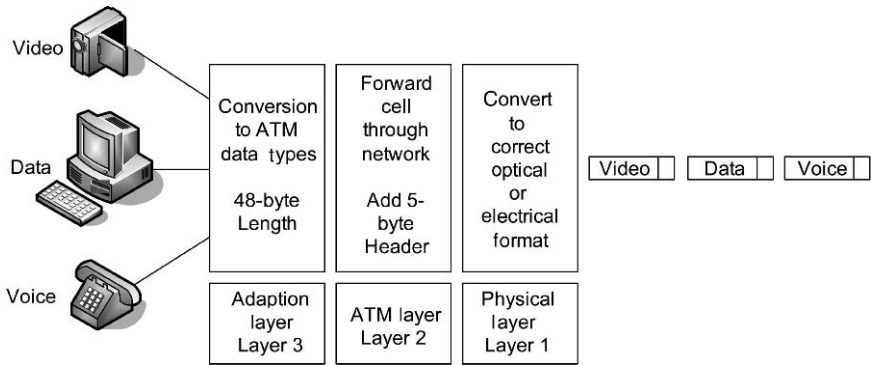 Video
Data
Voice
Conversion
to ATM
data types
48-byte
Length
Forward
cell
through
network
Add 5-
byte
Header
Convert
to
correct
optical
or
electrical
format
Video
Data
Voice
Adaption
layer
Layer 3
ATM layer
Layer 2
Physical
layer
Layer 1